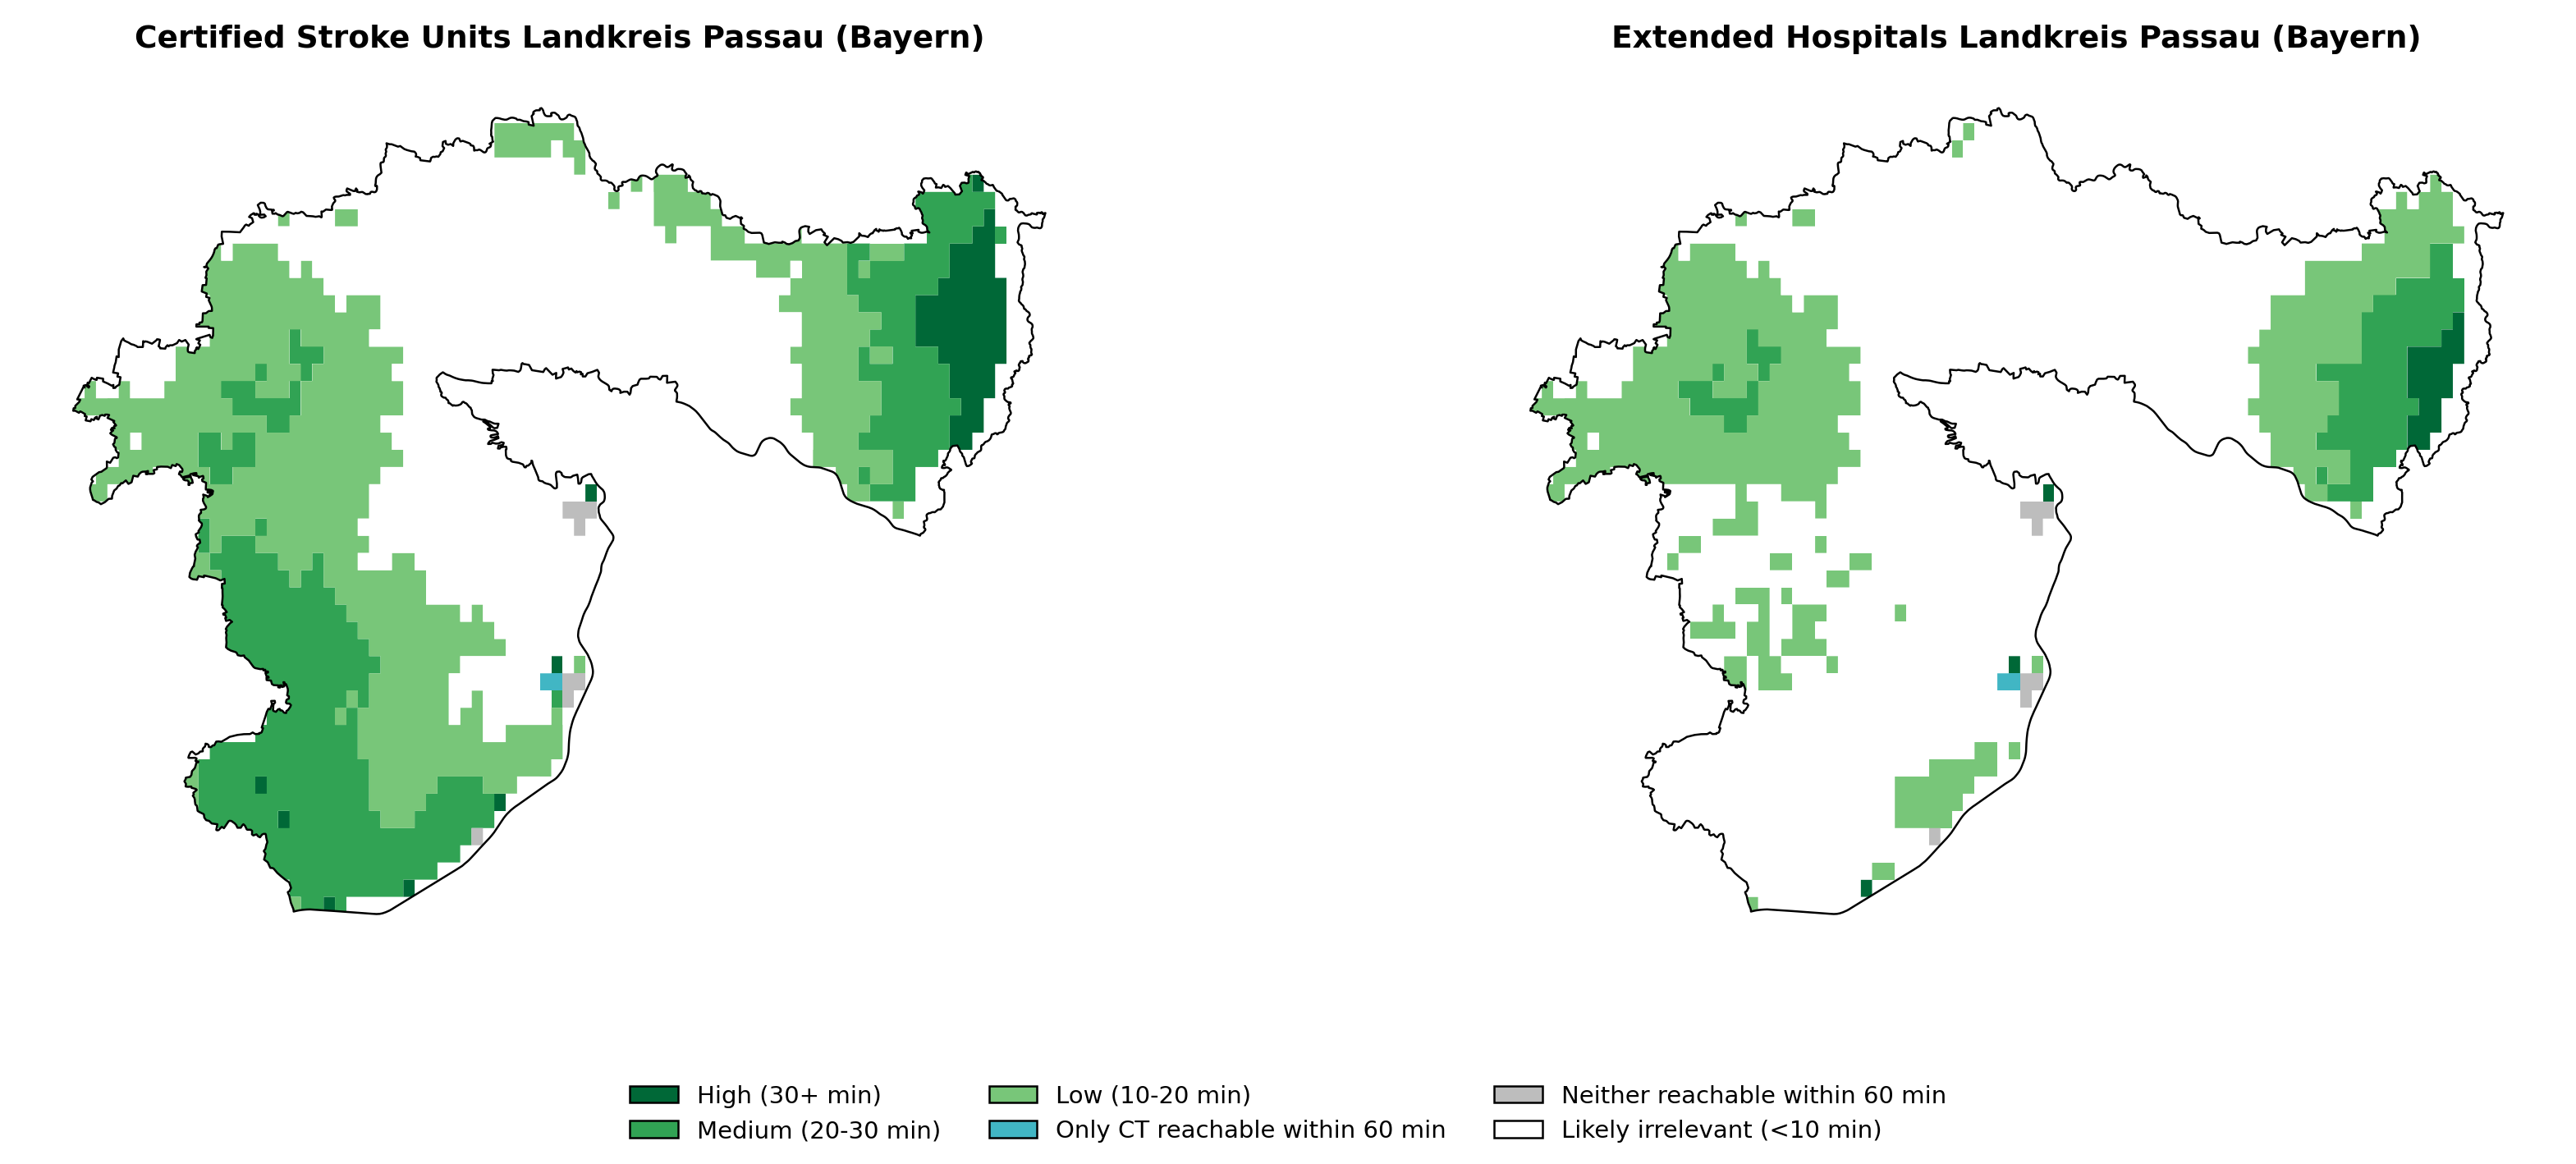 Certified Stroke Units Landkreis Passau (Bayern)
Extended Hospitals Landkreis Passau (Bayern)
High (30+ min)
Medium (20-30 min)
Low (10-20 min)
Only CT reachable within 60 min
Neither reachable within 60 min
Likely irrelevant (<10 min)